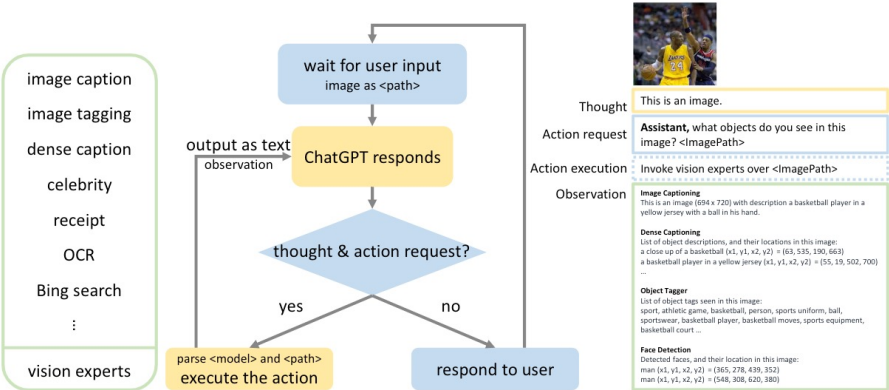 image caption
image tagging
dense caption
celebrity
receipt
OCR
Bing search
⋮
vision experts
wait for user input
image as <path>
output as text
observation
ChatGPT responds
thought & action request?
yes
no
parse <model> and <path>
execute the action
respond to user
LAKERS
24
Thought
This is an image.
Action request
Assistant, what objects do you see in this
image? <ImagePath>
Action execution
Invoke vision experts over <ImagePath>
Observation
Image Captioning
This is an image (694 x 720) with description a basketball player in a
yellow jersey with a ball in his hand.
Dense Captioning
List of object descriptions, and their locations in this image:
a close up of a basketball (x1, y1, x2, y2) = (63, 535, 190, 663)
a basketball player in a yellow jersey (x1, y1, x2, y2) = (55, 19, 502, 700)
...
Object Tagger
List of object tags seen in this image:
sport, athletic game, basketball, person, sports uniform, ball,
sportswear, basketball player, basketball moves, sports equipment,
basketball court ...
Face Detection
Detected faces, and their location in this image:
man (x1, y1, x2, y2) = (365, 278, 439, 352)
man (x1, y1, x2, y2) = (548, 308, 620, 380)